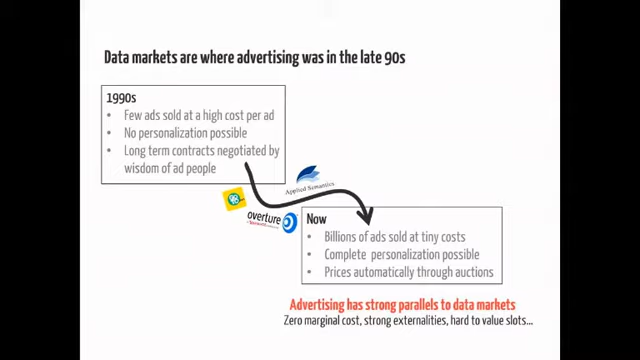 Data markets are where advertising was in the late 90s
1990s
• Few ads sold at a high cost per ad
• No personalization possible
• Long term contracts negotiated by
wisdom of ad people
Applied Semantics
overture
Now
• Billions of ads sold at tiny costs
• Complete personalization possible
• Prices automatically through auctions
Advertising has strong parallels to data markets
Zero marginal cost, strong externalities, hard to value slots...